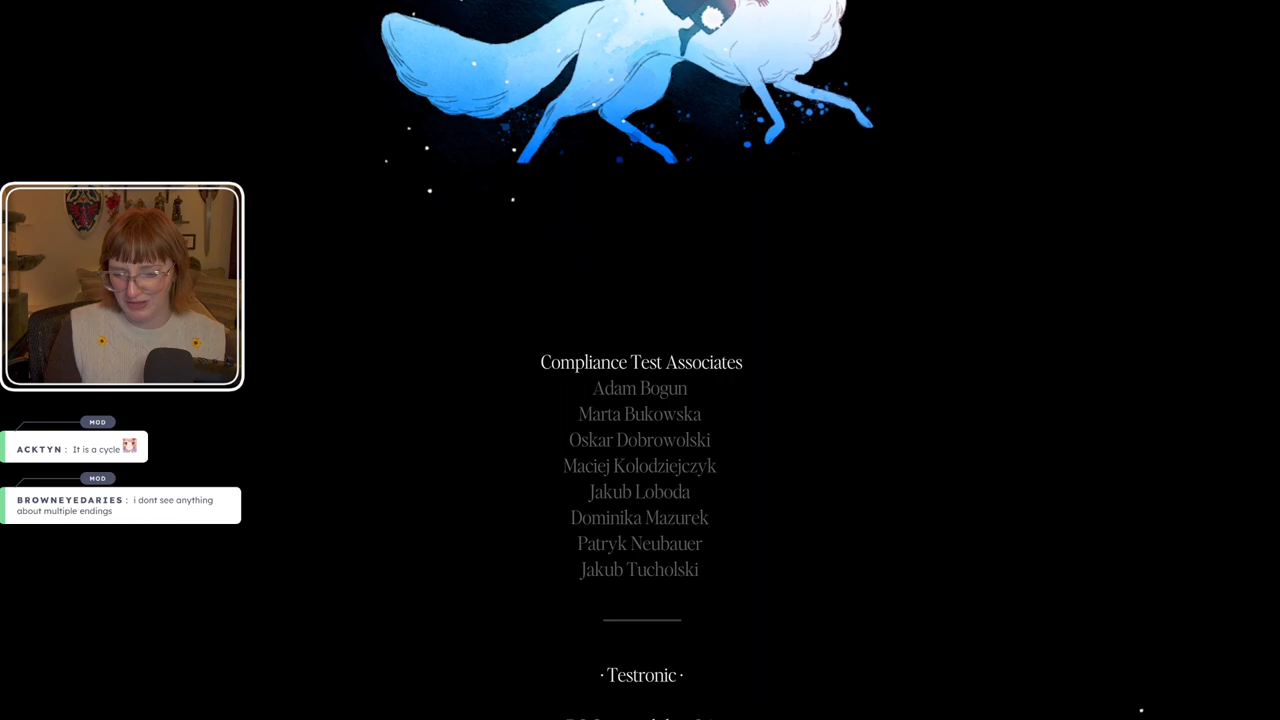 MOD
ACKTYN : It is a cycle
MOD
BROWNEYEDARIES : i dont see anything
about multiple endings
Compliance Test Associates
Adam Bogun
Marta Bukowska
Oskar Dobrowolski
Maciej Kolodziejczyk
Jakub Loboda
Dominika Mazurek
Patryk Neubauer
Jakub Tucholski
· Testronic ·